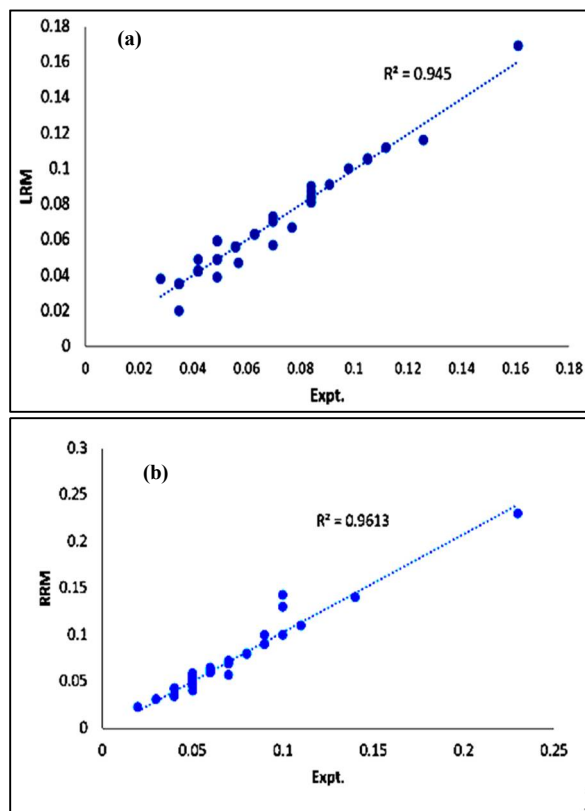 (a)
R² = 0.945
LRM
0.18
0.16
0.14
0.12
0.1
0.08
0.06
0.04
0.02
0
0 0.02 0.04 0.06 0.08 0.1 0.12 0.14 0.16 0.18
Expt.
(b)
R² = 0.9613
RRM
0.3
0.25
0.2
0.15
0.1
0.05
0
0 0.05 0.1 0.15 0.2 0.25
Expt.